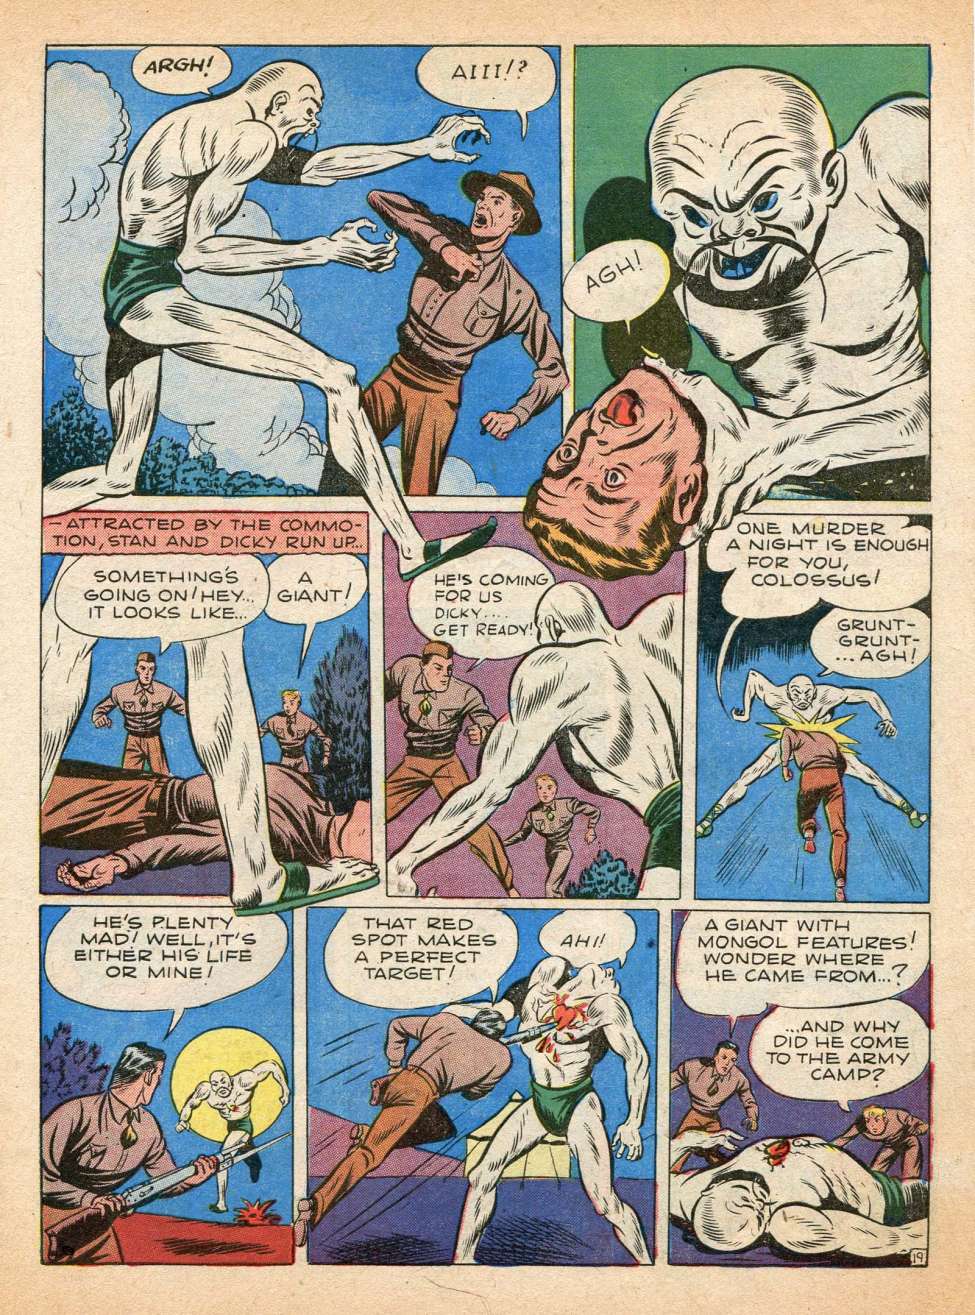 ARGH!
AIII!?
AGH!
-ATTRACTED BY THE COMMO-
TION, STAN AND DICKY RUN UP...
SOMETHING'S
GOING ON! HEY...
IT LOOKS LIKE...
A
GIANT!
HE'S COMING
FOR US
DICKY....
GET READY!
ONE MURDER
A NIGHT IS ENOUGH
FOR YOU,
COLOSSUS!
GRUNT-
GRUNT-
...AGH!
HE'S PLENTY
MAD! WELL, IT'S
EITHER HIS LIFE
OR MINE!
THAT RED
SPOT MAKES
A PERFECT
TARGET!
AHI!
A GIANT WITH
MONGOL FEATURES!
WONDER WHERE
HE CAME FROM...?
...AND WHY
DID HE COME
TO THE ARMY
CAMP?
19